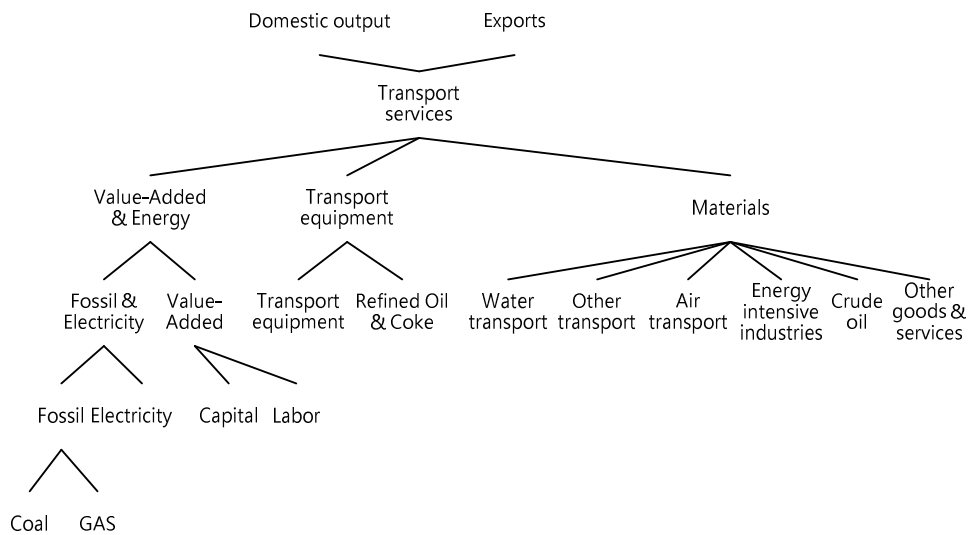 Domestic output
Exports
Transport
services
Value-Added
& Energy
Transport
equipment
Materials
Fossil &
Electricity
Value-
Added
Transport
equipment
Refined Oil
& Coke
Water
transport
Other
transport
Air
transport
Energy
intensive
industries
Crude
oil
Other
goods &
services
Fossil
Electricity
Capital
Labor
Coal
GAS